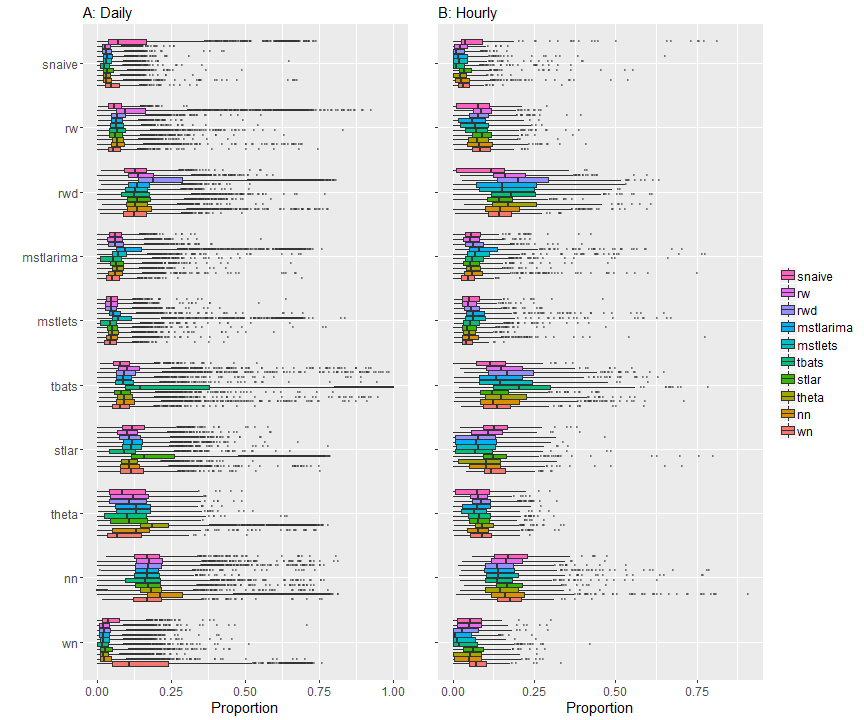 A: Daily
B: Hourly
snaive
rw
rwd
mstlarima
mstlets
tbats
stlar
theta
nn
wn
0.00
0.25
0.50
0.75
1.00
Proportion
0.00
0.25
0.50
0.75
Proportion
snaive
rw
rwd
mstlarima
mstlets
tbats
stlar
theta
nn
wn